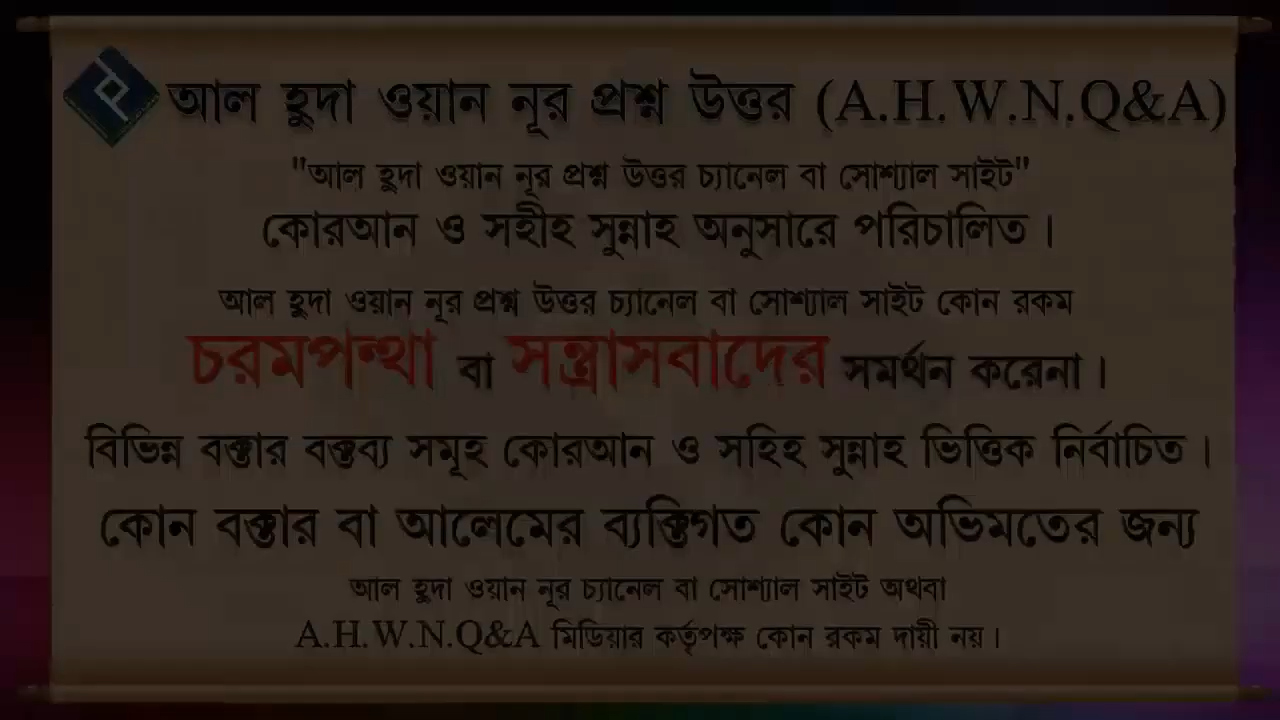 আল হুদা ওয়ান নূর প্রশ্ন উত্তর (A.H.W.N.Q&A)
"আল হুদা ওয়ান নূর প্রশ্ন উত্তর চ্যানেল বা সোশ্যাল সাইট"
কোরআন ও সহীহ সুন্নাহ অনুসারে পরিচালিত।
আল হুদা ওয়ান নূর প্রশ্ন উত্তর চ্যানেল বা সোশ্যাল সাইট কোন রকম
চরমপন্থা বা সন্ত্রাসবাদের সমর্থন করেনা।
বিভিন্ন বক্তার বক্তব্য সমূহ কোরআন ও সহিহ সুন্নাহ ভিত্তিক নির্বাচিত।
কোন বক্তার বা আলেমের ব্যক্তিগত কোন অভিমতের জন্য
আল হুদা ওয়ান নূর চ্যানেল বা সোশ্যাল সাইট অথবা
A.H.W.N.Q&A মিডিয়ার কর্তৃপক্ষ কোন রকম দায়ী নয়।